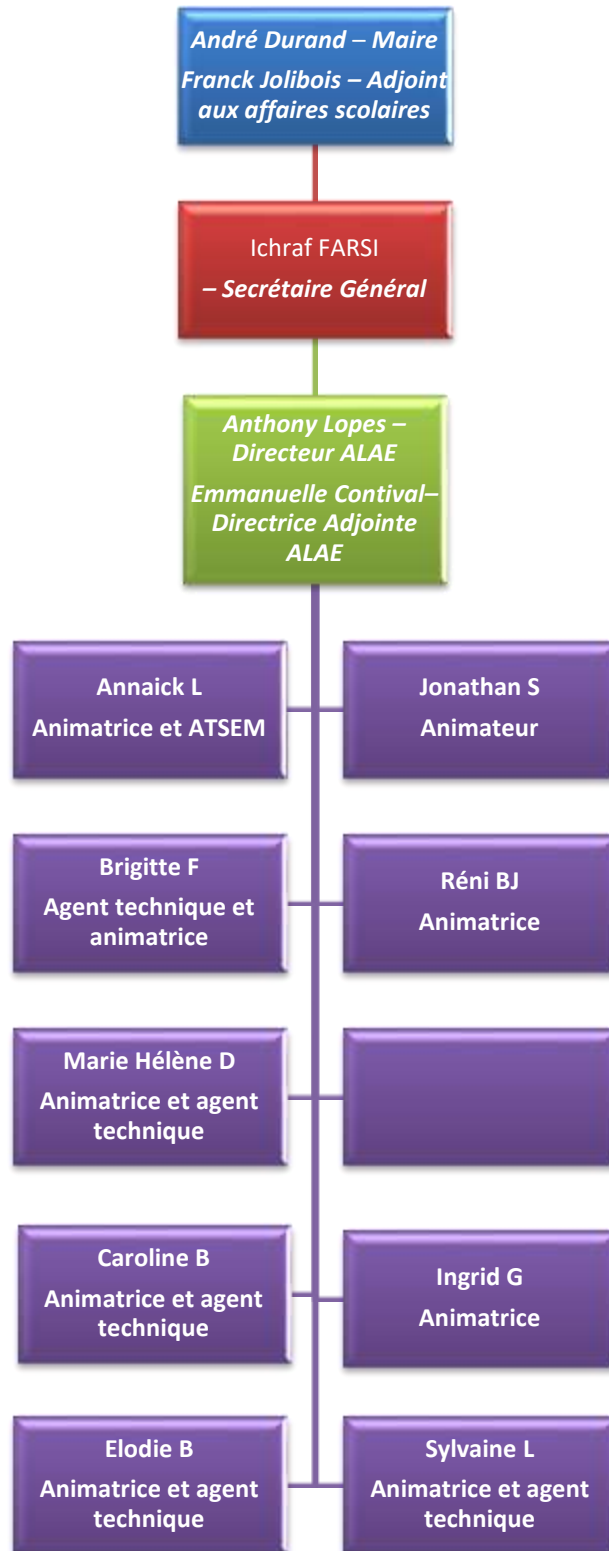 André Durand – Maire
Franck Jolibois – Adjoint
aux affaires scolaires
Ichraf FARSI
– Secrétaire Général
Anthony Lopes –
Directeur ALAE
Emmanuelle Contival–
Directrice Adjointe
ALAE
Annaick L
Animatrice et ATSEM
Jonathan S
Animateur
Brigitte F
Agent technique et
animatrice
Réni BJ
Animatrice
Marie Hélène D
Animatrice et agent
technique
Caroline B
Animatrice et agent
technique
Ingrid G
Animatrice
Elodie B
Animatrice et agent
technique
Sylvaine L
Animatrice et agent
technique